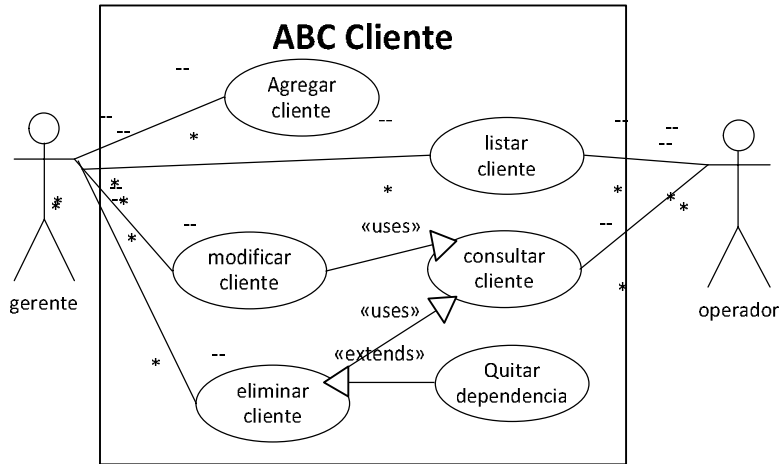 ABC Cliente
--
Agregar
cliente
--
--
*
--
listar
cliente
--
--
--
*
*
*
*
*
*
*
--
-*
*
--
modificar
cliente
«uses»
consultar
cliente
--
*
gerente
operador
«uses»
*
--
«extends»
eliminar
cliente
Quitar
dependencia